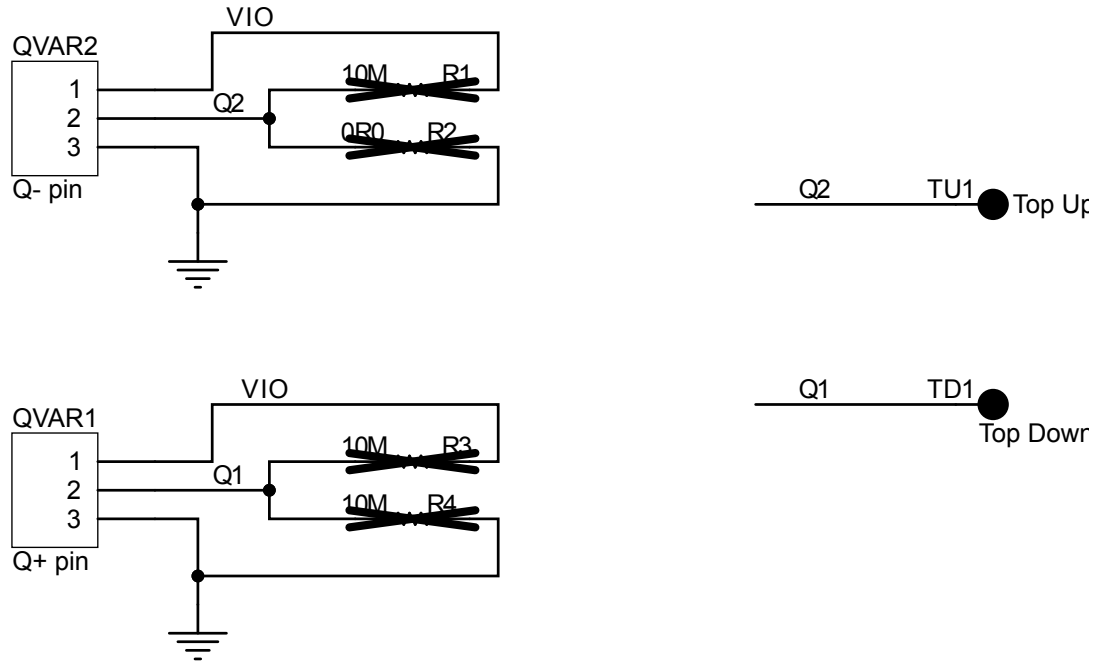 VIO
QVAR2
10M R1
1
Q2
2
0R0 R2
3
Q- pin
Q2 TU1
Top Up
VIO
QVAR1
10M R3
1
Q1
2
10M R4
3
Q+ pin
Q1 TD1
Top Down